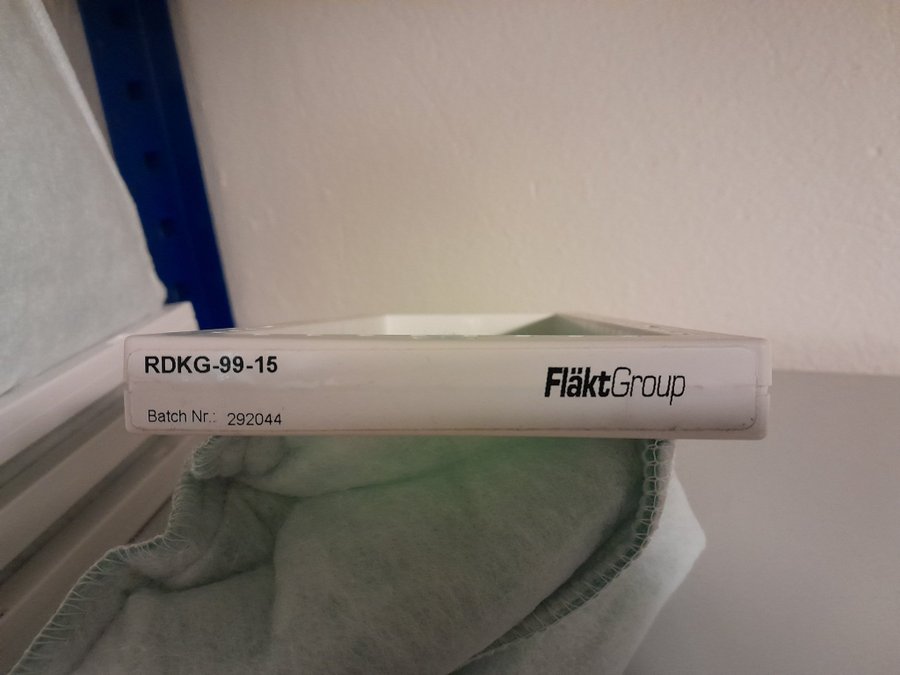 RDKG-99-15
FläktGroup
Batch Nr.: 292044